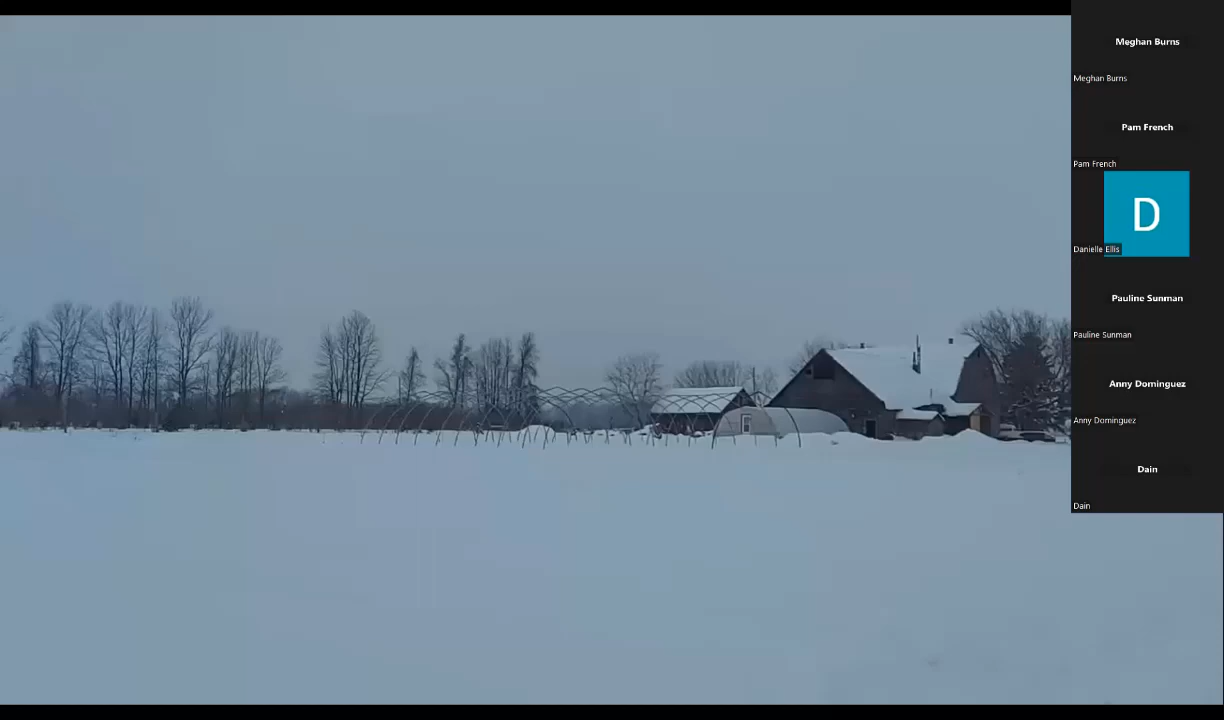 Meghan Burns
Meghan Burns
Pam French
Pam French
D
Danielle Ellis
Pauline Sunman
Pauline Sunman
Anny Dominguez
Anny Dominguez
Dain
Dain